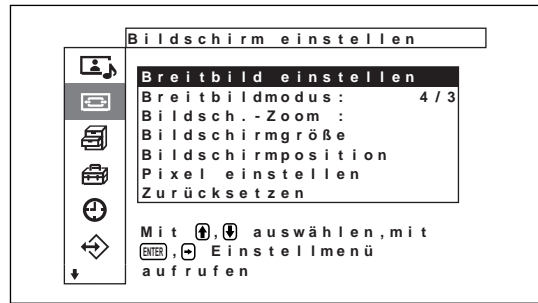 Bildschirm einstellen
Breitbild einstellen
Breitbildmodus: 4/3
Bildsch.-Zoom :
Bildschirmgröße
Bildschirmposition
Pixel einstellen
Zurücksetzen
Mit ↑,↓ auswählen,mit
ENTER,→ Einstellmenü
aufrufen